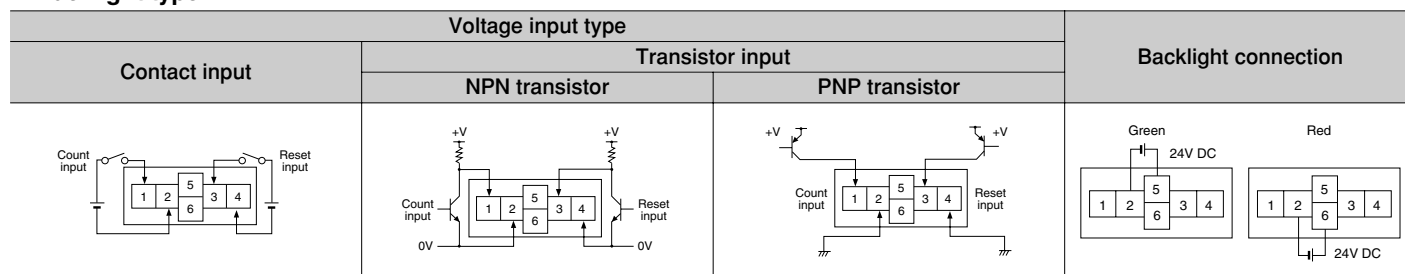 Voltage input type
Contact input
Transistor input
Backlight connection
NPN transistor
PNP transistor
Count
input
Reset
input
1 2 5 6 3 4
+V
+V
Count
input
Reset
input
1 2 5 6 3 4
0V
0V
+V
+V
Count
input
Reset
input
1 2 5 6 3 4
Green
24V DC
1 2 5 6 3 4
Red
1 2 5 6 3 4
24V DC